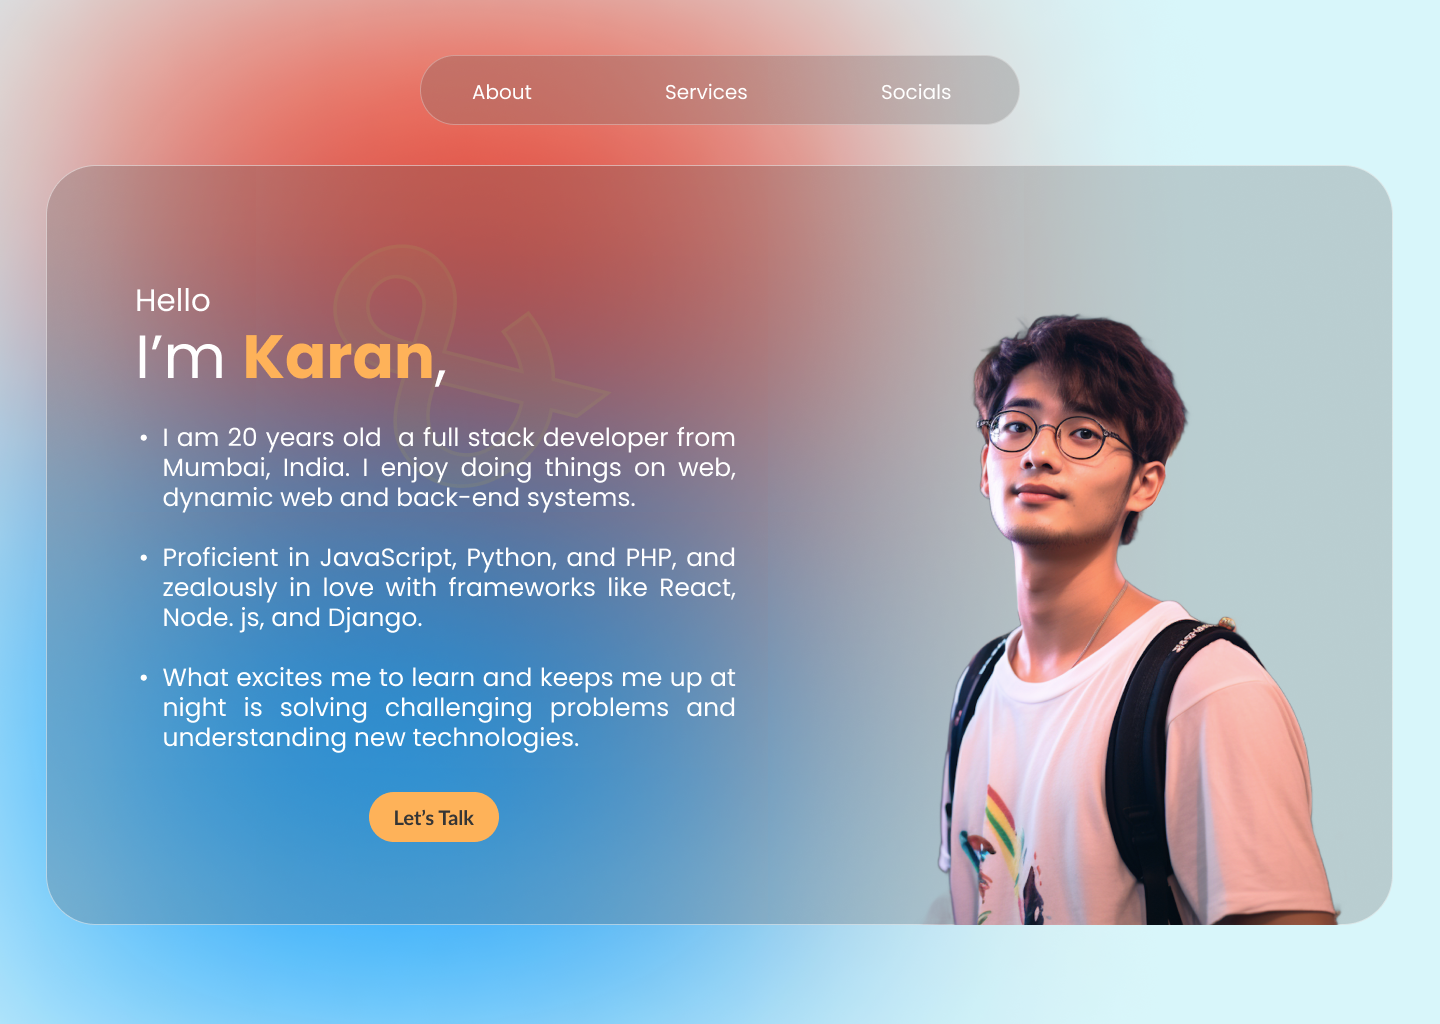 About Services Socials
Hello
I’m Karan,
&
• I am 20 years old  a full stack developer from
Mumbai, India. I enjoy doing things on web,
dynamic web and back-end systems.
• Proficient in JavaScript, Python, and PHP, and
zealously in love with frameworks like React,
Node. js, and Django.
• What excites me to learn and keeps me up at
night is solving challenging problems and
understanding new technologies.
Let’s Talk